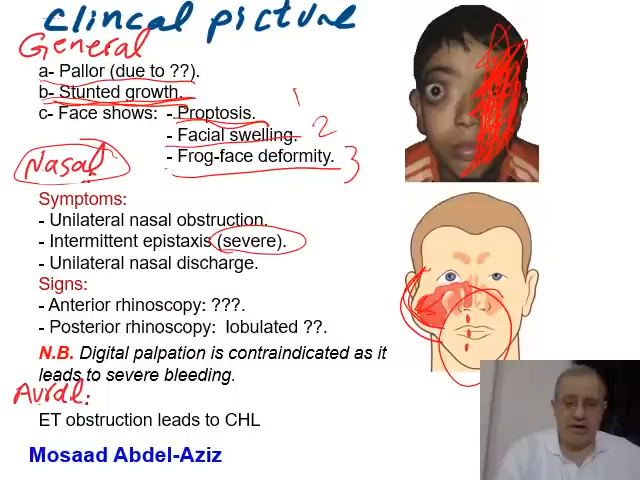 clincal picture
General
a- Pallor (due to ??).
b- Stunted growth.
c- Face shows: - Proptosis. 1
- Facial swelling. 2
- Frog-face deformity. 3
Nasal
Symptoms:
- Unilateral nasal obstruction.
- Intermittent epistaxis (severe).
- Unilateral nasal discharge.
Signs:
- Anterior rhinoscopy: ???.
- Posterior rhinoscopy: lobulated ??.
N.B. Digital palpation is contraindicated as it
leads to severe bleeding.
Aural:
ET obstruction leads to CHL
Mosaad Abdel-Aziz